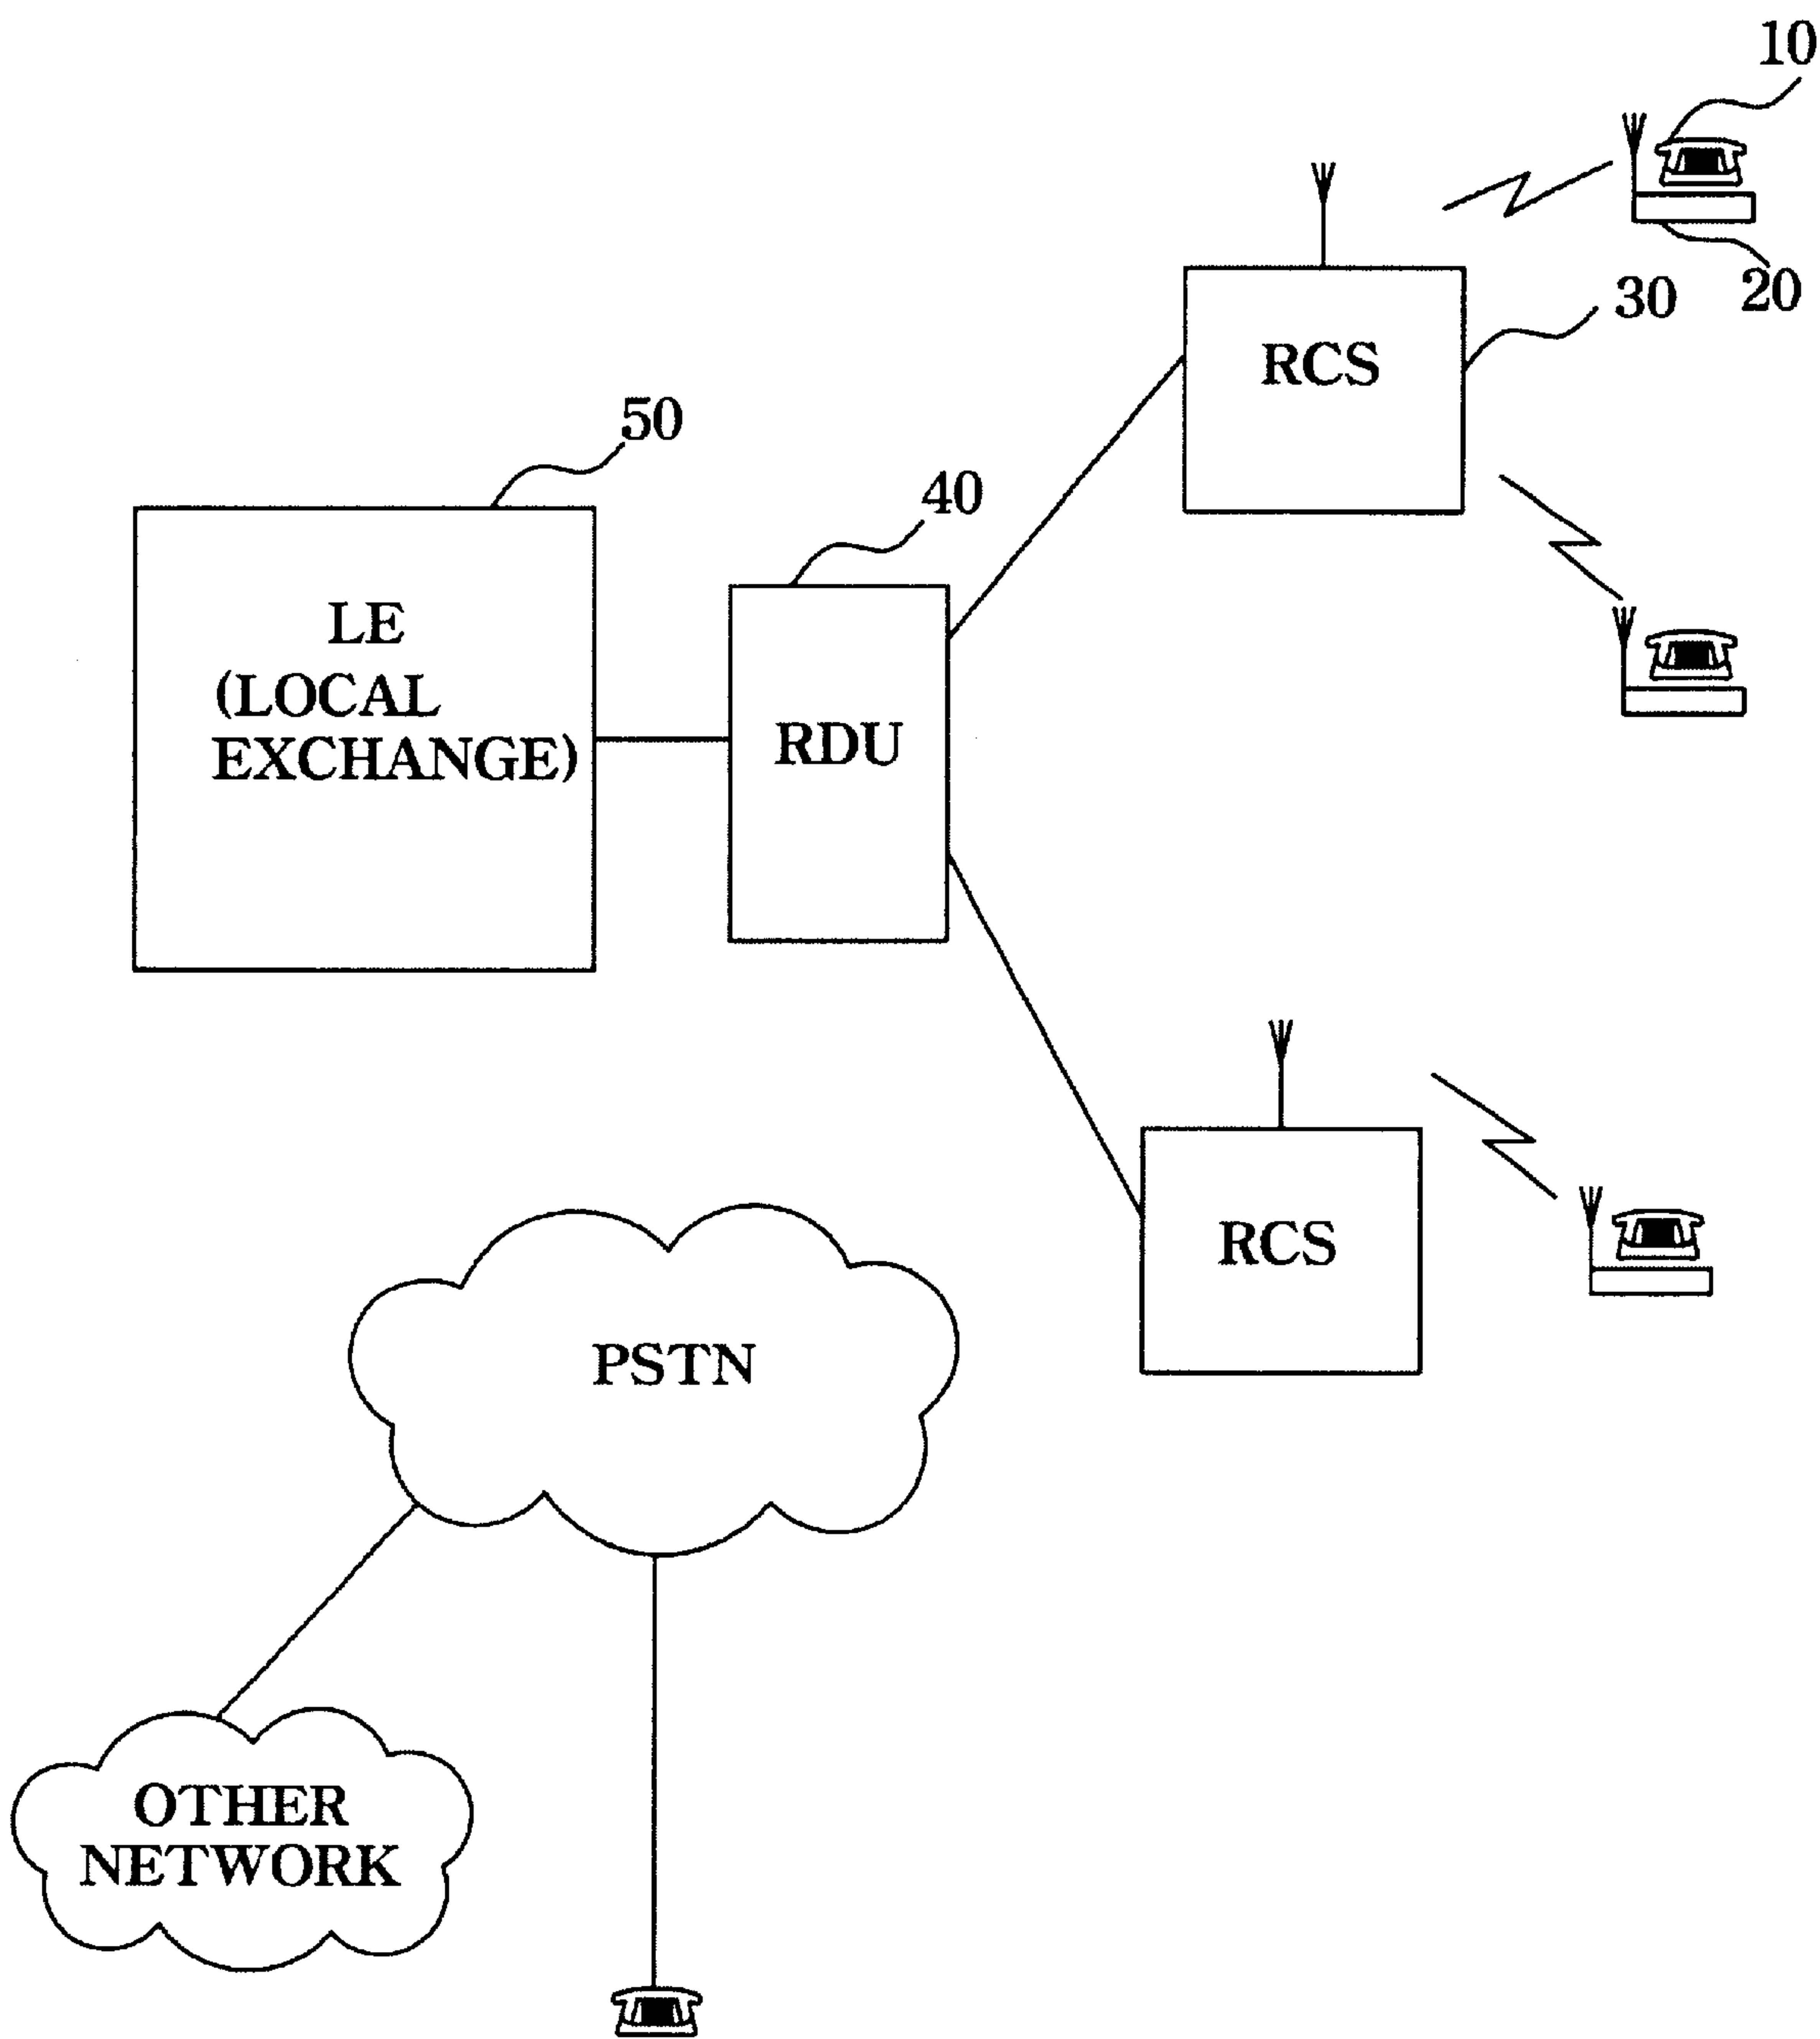 10
20
30
RCS
50
40
LE
(LOCAL
EXCHANGE)
RDU
RCS
PSTN
OTHER
NETWORK